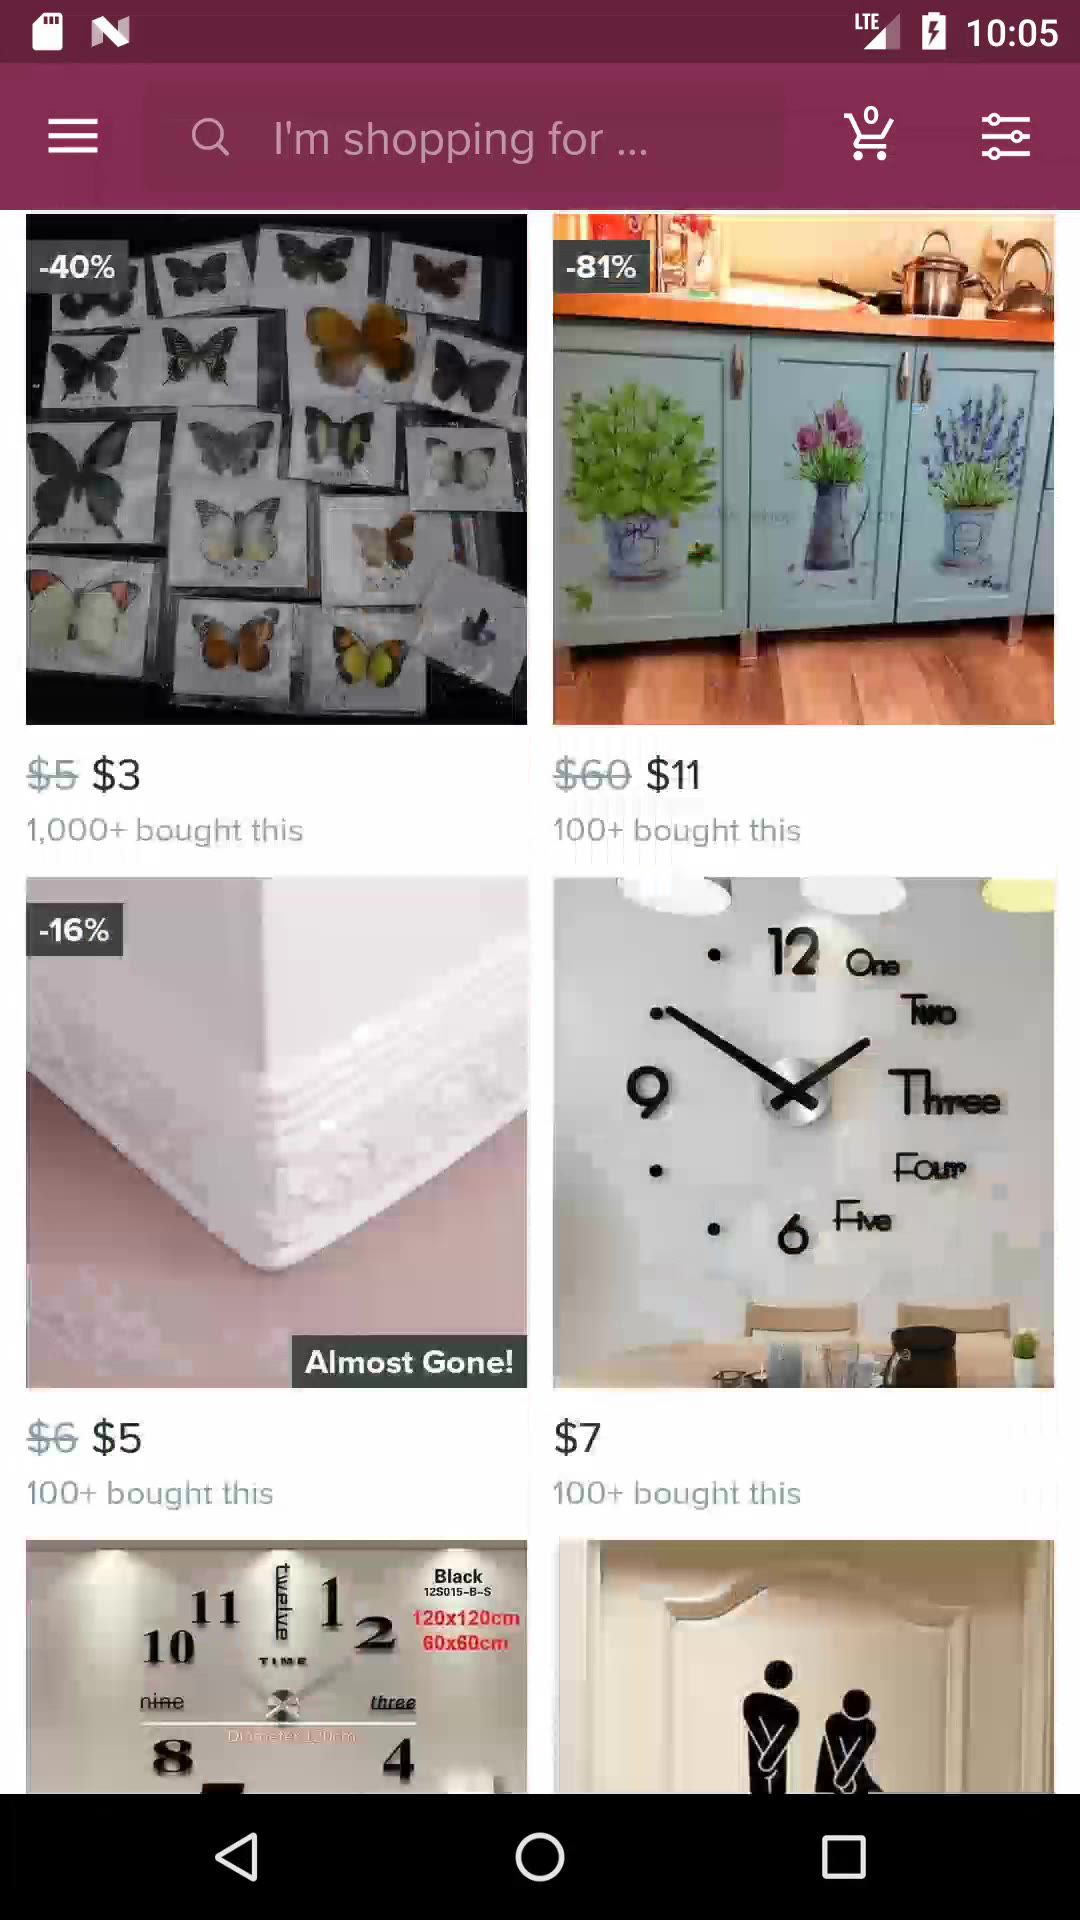 LTE 10:05
I'm shopping for ...
0
-40%
-81%
$5 $3
$60 $11
1,000+ bought this
100+ bought this
-16%
12 One
Two
9 Three
Four
6 Five
Almost Gone!
$6 $5
$7
100+ bought this
100+ bought this
Black
12S015-B-S
120x120cm
60x60cm
11 twelve 1
10 2
TIME
nine three
Diameter 120cm
8 4